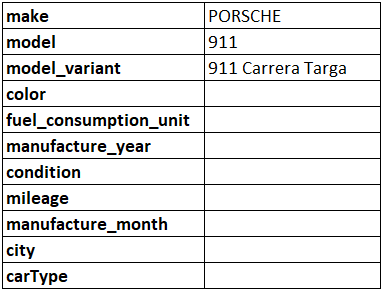 make PORSCHE
model 911
model_variant 911 Carrera Targa
color
fuel_consumption_unit
manufacture_year
condition
mileage
manufacture_month
city
carType